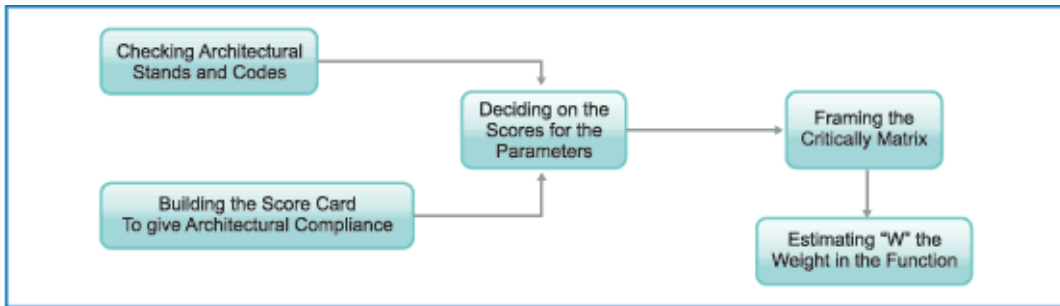 Checking Architectural
Stands and Codes
Deciding on the
Scores for the
Parameters
Framing the
Critically Matrix
Building the Score Card
To give Architectural Compliance
Estimating "W" the
Weight in the Function